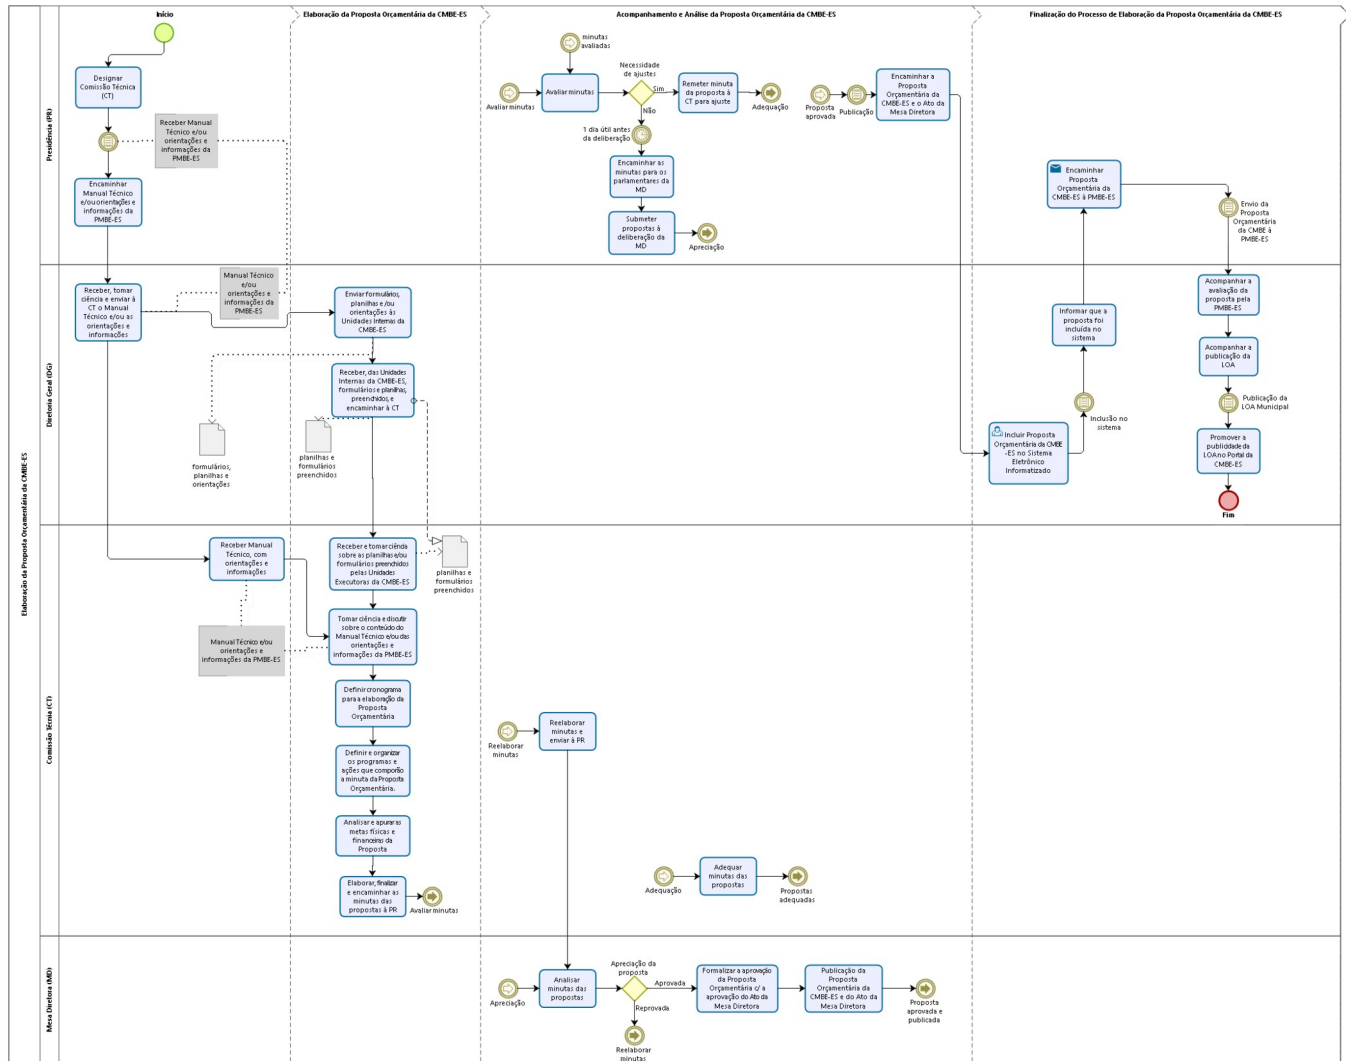 Elaboração da Proposta Orçamentária da CMBE-ES
Início
Elaboração da Proposta Orçamentária da CMBE-ES
Acompanhamento e Análise da Proposta Orçamentária da CMBE-ES
Finalização do Processo de Elaboração da Proposta Orçamentária da CMBE-ES
Presidência (PR)
Designar
Comissão Técnica
(CT)
Receber Manual
Técnico e/ou
orientações e
informações da
PMBE-ES
Encaminhar
Manual Técnico
e/ou orientações e
informações da
PMBE-ES
minutas
avaliadas
Avaliar minutas
Avaliar minutas
Necessidade
de ajustes
Sim
Não
Remeter minuta
da proposta à
CT para ajuste
Adequação
1 dia útil antes
da deliberação
Encaminhar as
minutas para os
parlamentares da
MD
Submeter
propostas à
deliberação da
MD
Apreciação
Proposta
aprovada
Publicação
Encaminhar a
Proposta
Orçamentária da
CMBE-ES e o Ato da
Mesa Diretora
Encaminhar
Proposta
Orçamentária da
CMBE-ES à PMBE-ES
Envio da
Proposta
Orçamentária
da CMBE à
PMBE-ES
Diretoria Geral (DG)
Receber, tomar
ciência e enviar à
CT o Manual
Técnico e/ou as
orientações e
informações
Manual Técnico
e/ou
orientações e
informações da
PMBE-ES
Enviar formulários,
planilhas e /ou
orientações às
Unidades Internas da
CMBE-ES
Receber, das Unidades
Internas da CMBE-ES,
formulários e planilhas,
preenchidos, e
encaminhar à CT
formulários,
planilhas e
orientações
planilhas e
formulários
preenchidos
Informar que a
proposta foi
incluída no
sistema
Inclusão no
sistema
Incluir Proposta
Orçamentária da CMBE
-ES no Sistema
Eletrônico
Informatizado
Acompanhar a
avaliação da
proposta pela
PMBE-ES
Acompanhar a
publicação da
LOA
Publicação da
LOA Municipal
Promover a
publicidade da
LOA no Portal da
CMBE-ES
Fim
Comissão Técnia (CT)
Receber Manual
Técnico, com
orientações e
informações
Manual Técnico e/ou
orientações e
informações da PMBE-ES
Receber e tomar ciência
sobre as planilhas e/ou
formulários preenchidos
pelas Unidades
Executoras da CMBE-ES
planilhas e
formulários
preenchidos
Tomar ciência e discutir
sobre o conteúdo do
Manual Técnico e/ou das
orientações e
informações da PMBE-ES
Definir cronograma
para a elaboração da
Proposta
Orçamentária
Definir e organizar
os programas e
ações que comporão
a minuta da Proposta
Orçamentária.
Analisar e apurar as
metas físicas e
financeiras da
Proposta
Elaborar, finalizar
e encaminhar as
minutas das
propostas à PR
Avaliar minutas
Reelaborar
minutas
Reelaborar
minutas e
enviar à PR
Adequação
Adequar
minutas das
propostas
Propostas
adequadas
Mesa Diretora (MD)
Apreciação
Analisar
minutas das
propostas
Apreciação da
proposta
Aprovada
Reprovada
Reelaborar
minutas
Formalizar a aprovação
da Proposta
Orçamentária c/ a
aprovação do Ato da
Mesa Diretora
Publicação da
Proposta
Orçamentária da
CMBE-ES e do Ato da
Mesa Diretora
Proposta
aprovada e
publicada